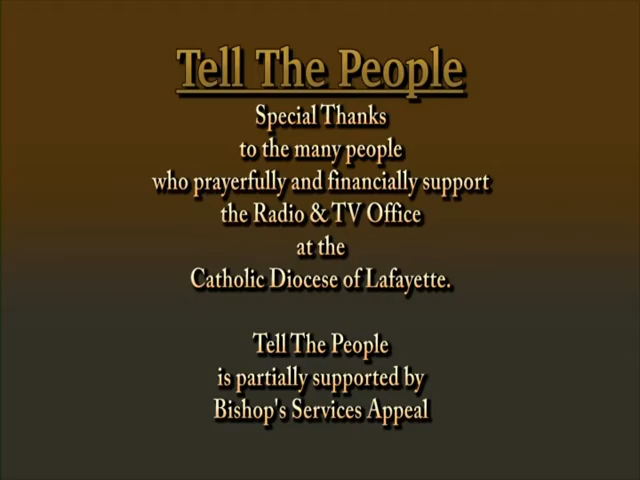 Tell The People
Special Thanks
to the many people
who prayerfully and financially support
the Radio & TV Office
at the
Catholic Diocese of Lafayette.
Tell The People
is partially supported by
Bishop's Services Appeal